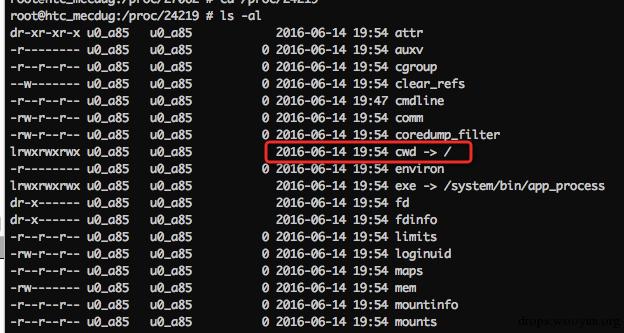 root@htc_mecdug:/proc/27082 # cd /proc/24219
root@htc_mecdug:/proc/24219 # ls -al
dr-xr-xr-x u0_a85   u0_a85            2016-06-14 19:54 attr
-r-------- u0_a85   u0_a85          0 2016-06-14 19:54 auxv
-r--r--r-- u0_a85   u0_a85          0 2016-06-14 19:54 cgroup
--w------- u0_a85   u0_a85          0 2016-06-14 19:54 clear_refs
-r--r--r-- u0_a85   u0_a85          0 2016-06-14 19:47 cmdline
-rw-r--r-- u0_a85   u0_a85          0 2016-06-14 19:54 comm
-rw-r--r-- u0_a85   u0_a85          0 2016-06-14 19:54 coredump_filter
lrwxrwxrwx u0_a85   u0_a85            2016-06-14 19:54 cwd -> /
-r-------- u0_a85   u0_a85          0 2016-06-14 19:54 environ
lrwxrwxrwx u0_a85   u0_a85            2016-06-14 19:54 exe -> /system/bin/app_process
dr-x------ u0_a85   u0_a85            2016-06-14 19:54 fd
dr-x------ u0_a85   u0_a85            2016-06-14 19:54 fdinfo
-r--r--r-- u0_a85   u0_a85          0 2016-06-14 19:54 limits
-rw-r--r-- u0_a85   u0_a85          0 2016-06-14 19:54 loginuid
-r--r--r-- u0_a85   u0_a85          0 2016-06-14 19:54 maps
-rw------- u0_a85   u0_a85          0 2016-06-14 19:54 mem
-r--r--r-- u0_a85   u0_a85          0 2016-06-14 19:54 mountinfo
-r--r--r-- u0_a85   u0_a85          0 2016-06-14 19:54 mounts
drops.wooyun.org